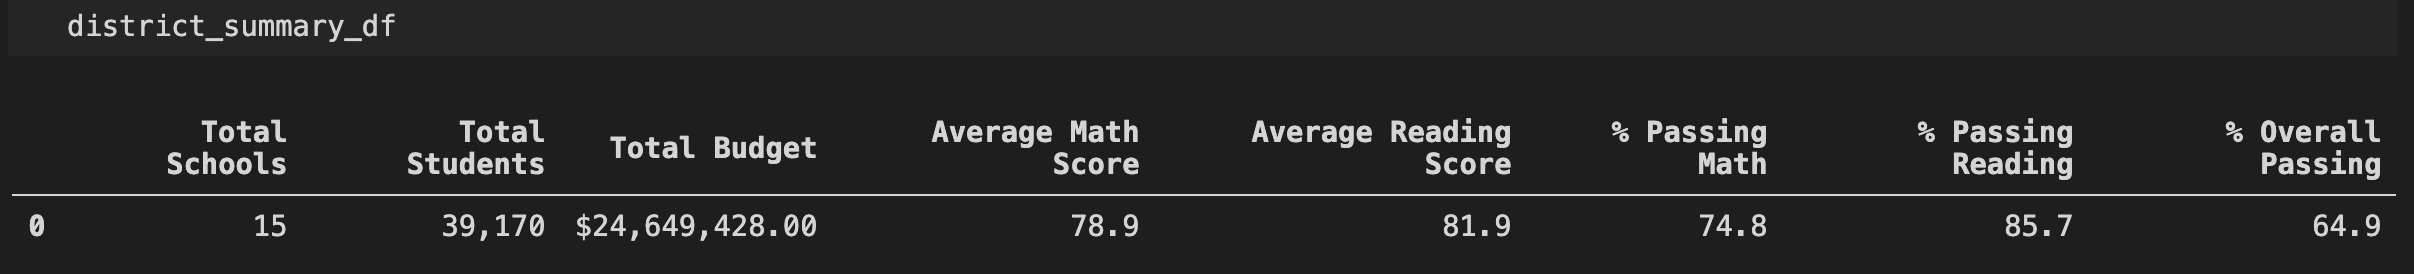 district_summary_df
Total Schools Total Students Total Budget Average Math Score Average Reading Score % Passing Math % Passing Reading % Overall Passing
0 15 39,170 $24,649,428.00 78.9 81.9 74.8 85.7 64.9